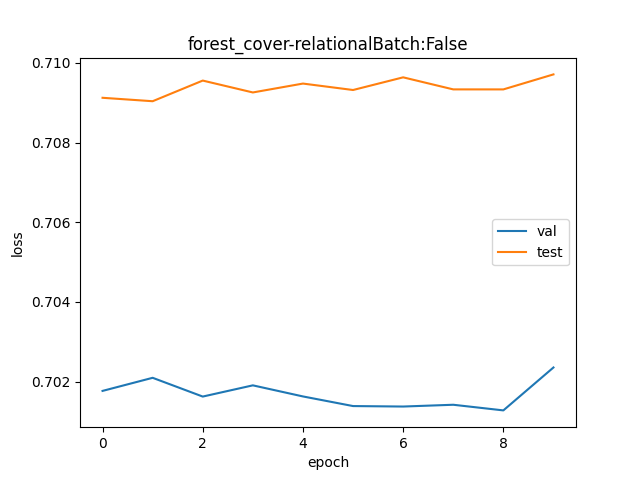 forest_cover-relationalBatch:False
loss
0.710
0.708
0.706
0.704
0.702
val
test
0 2 4 6 8
epoch